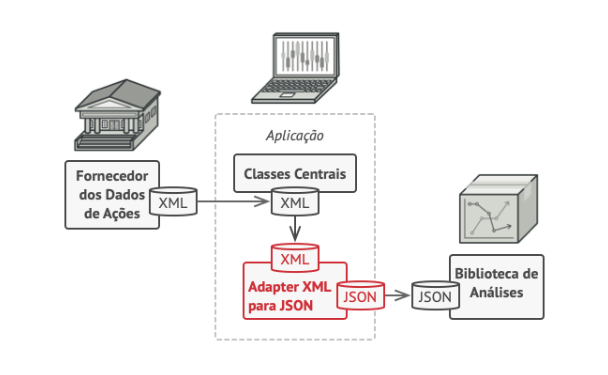 Aplicação
Fornecedor
dos Dados
de Ações
XML
Classes Centrais
XML
XML
Adapter XML
para JSON
JSON
JSON
Biblioteca de
Análises